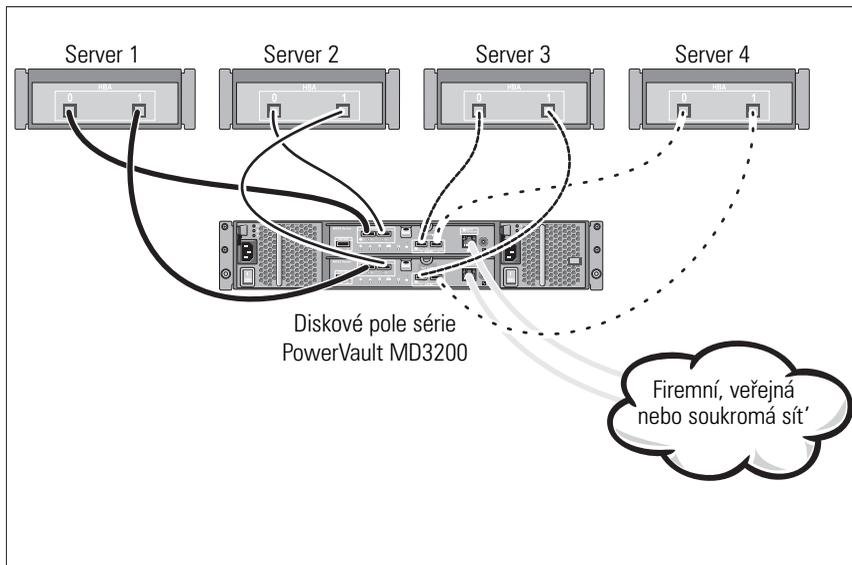 Server 1
Server 2
Server 3
Server 4
HBA
0 1
HBA
0 1
HBA
0 1
HBA
0 1
Diskové pole série
PowerVault MD3200
Firemní, veřejná
nebo soukromá sít’